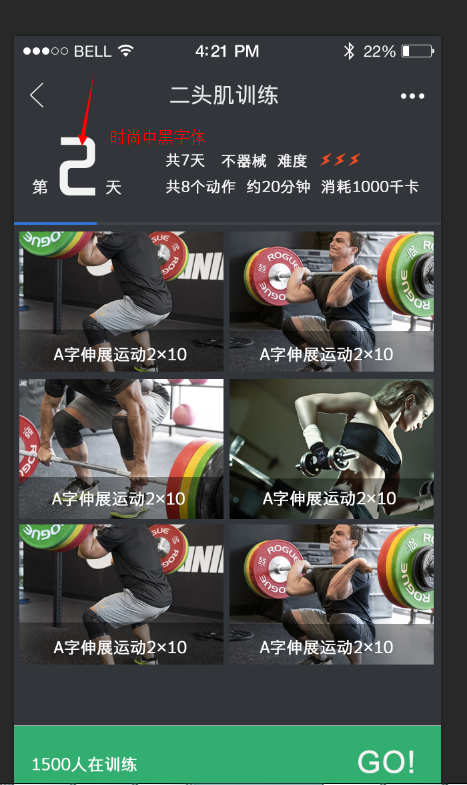 BELL 4:21 PM 22%
二头肌训练
时尚中黑字体
第2天
共7天 不器械 难度
共8个动作 约20分钟 消耗1000千卡
ROGUE ROGUE
A字伸展运动2×10 A字伸展运动2×10
ROGUE
A字伸展运动2×10 A字伸展运动2×10
ROGUE ROGUE
A字伸展运动2×10 A字伸展运动2×10
1500人在训练 GO!